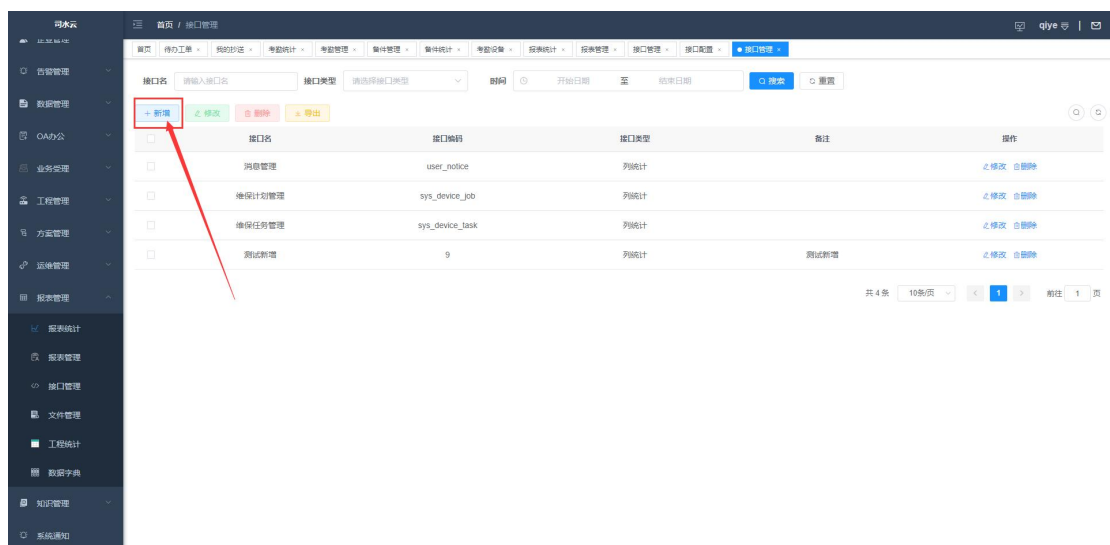 司水云
首页 / 接口管理
qiye
首页 待办工单 × 我的抄送 × 考勤统计 × 考勤管理 × 备件管理 × 备件统计 × 考勤设备 × 报表统计 × 报表管理 × 接口管理 × 接口配置 × 接口管理 ×
告警管理
数据管理
OA办公
业务受理
工程管理
方案管理
运维管理
报表管理
报表统计
报表管理
接口管理
文件管理
工程统计
数据字典
知识管理
系统通知
接口名 请输入接口名 接口类型 请选择接口类型 时间 开始日期 至 结束日期 搜索 重置
+ 新增 修改 删除 导出
接口名 接口编码 接口类型 备注 操作
消息管理 user_notice 列统计 修改 删除
维保计划管理 sys_device_job 列统计 修改 删除
维保任务管理 sys_device_task 列统计 修改 删除
测试新增 9 列统计 测试新增 修改 删除
共 4 条 10条/页 < 1 > 前往 1 页